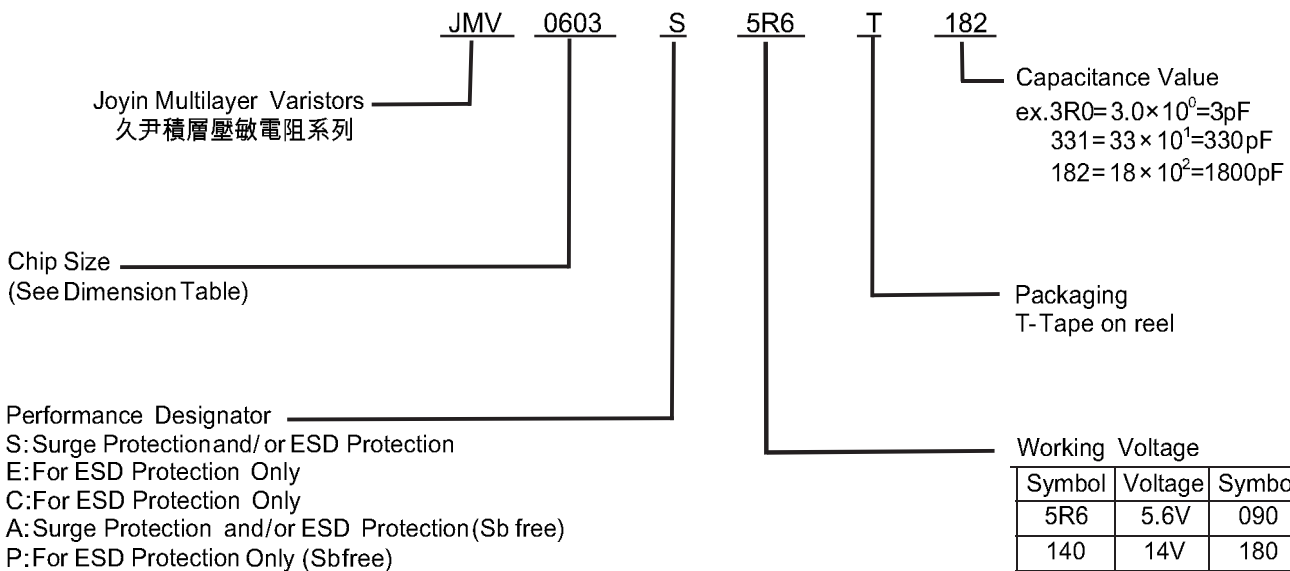 JMV 0603 S 5R6 T 182
Joyin Multilayer Varistors
久尹積層壓敏電阻系列
Capacitance Value
ex.3R0=3.0×10⁰=3pF
331=33×10¹=330pF
182=18×10²=1800pF
Chip Size
(See Dimension Table)
Packaging
T-Tape on reel
Performance Designator
S:Surge Protectionand/or ESD Protection
E:For ESD Protection Only
C:For ESD Protection Only
A:Surge Protection and/or ESD Protection(Sb free)
P:For ESD Protection Only (Sbfree)
Working Voltage
Symbol Voltage
5R6 5.6V 090
140 14V 180